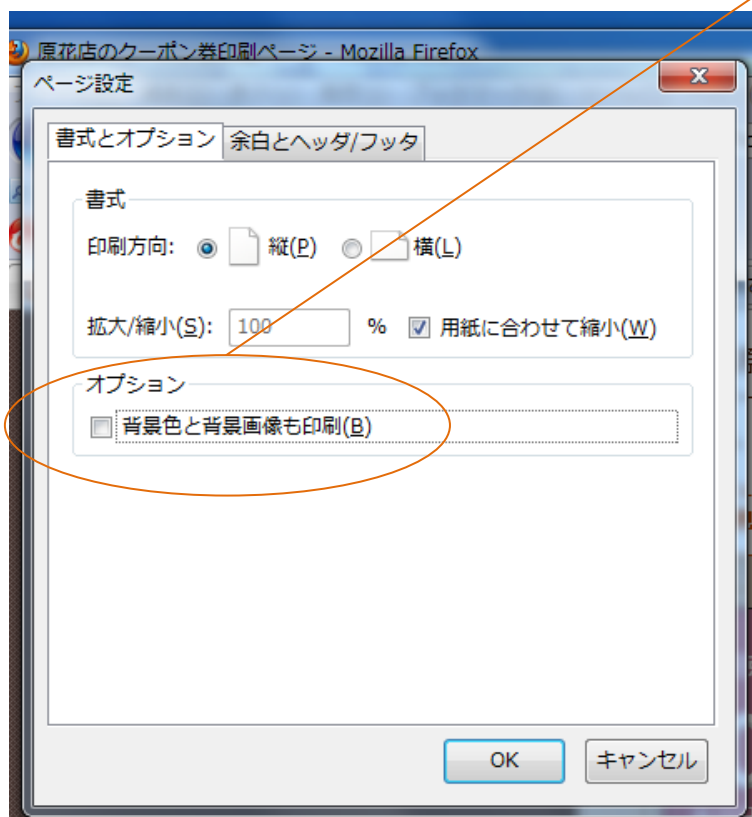 原花店のクーポン券印刷ページ - Mozilla Firefox
ページ設定
書式とオプション 余白とヘッダ/フッタ
書式
印刷方向: 縦(P) 横(L)
拡大/縮小(S): 100 % 用紙に合わせて縮小(W)
オプション
背景色と背景画像も印刷(B)
OK キャンセル